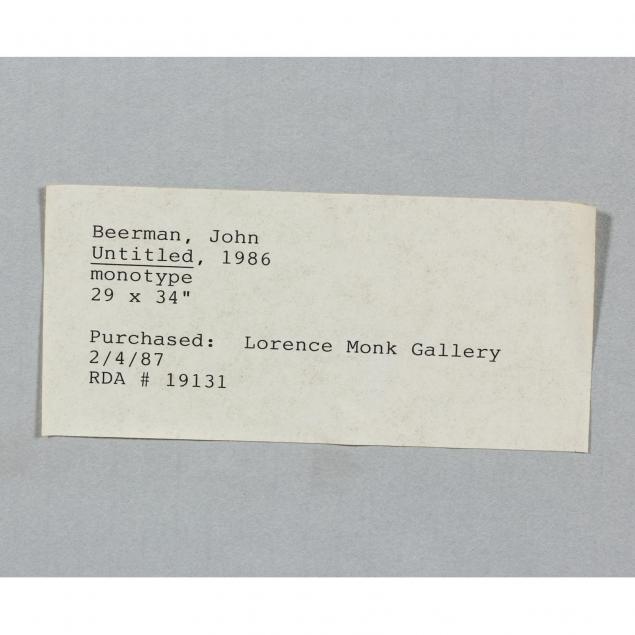 Beerman, John
Untitled, 1986
monotype
29 x 34"
Purchased: Lorence Monk Gallery
2/4/87
RDA # 19131